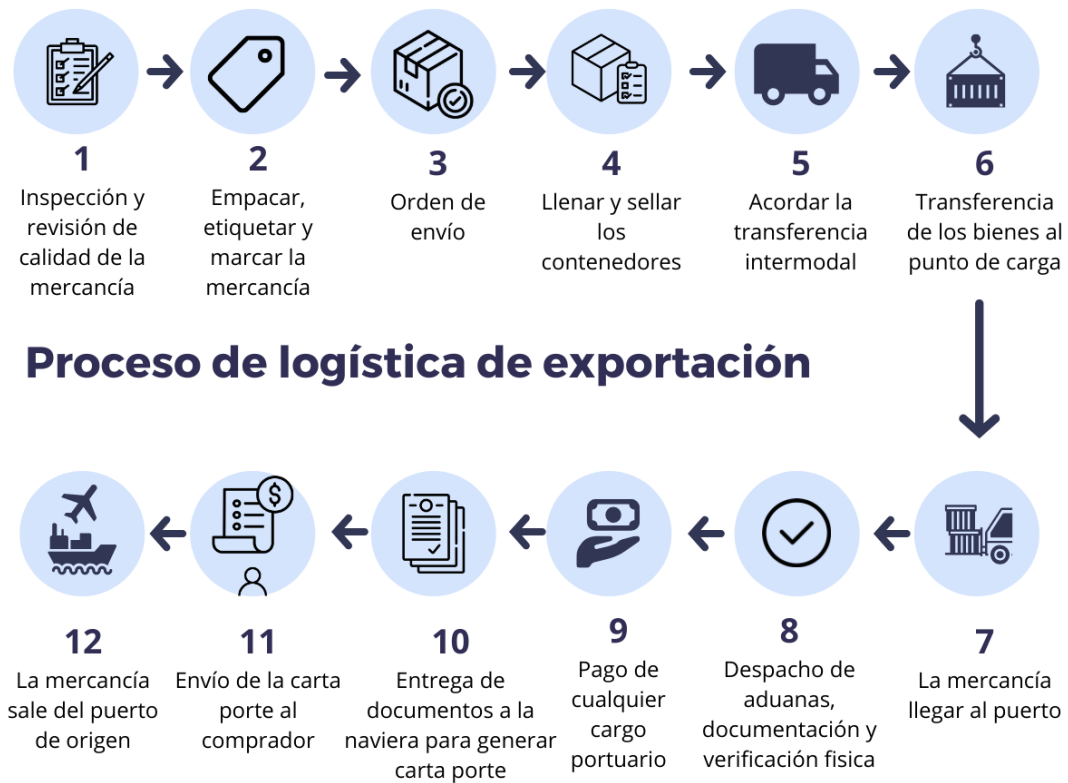 1
Inspección y
revisión de
calidad de la
mercancía
2
Empacar,
etiquetar y
marcar la
mercancía
3
Orden de
envío
4
Llenar y sellar
los
contenedores
5
Acordar la
transferencia
intermodal
6
Transferencia
de los bienes al
punto de carga
Proceso de logística de exportación
7
La mercancía
llegar al puerto
8
Despacho de
aduanas,
documentación y
verificación fisica
9
Pago de
cualquier
cargo
portuario
10
Entrega de
documentos a la
naviera para generar
carta porte
$
11
Envío de la carta
porte al
comprador
12
La mercancía
sale del puerto
de origen